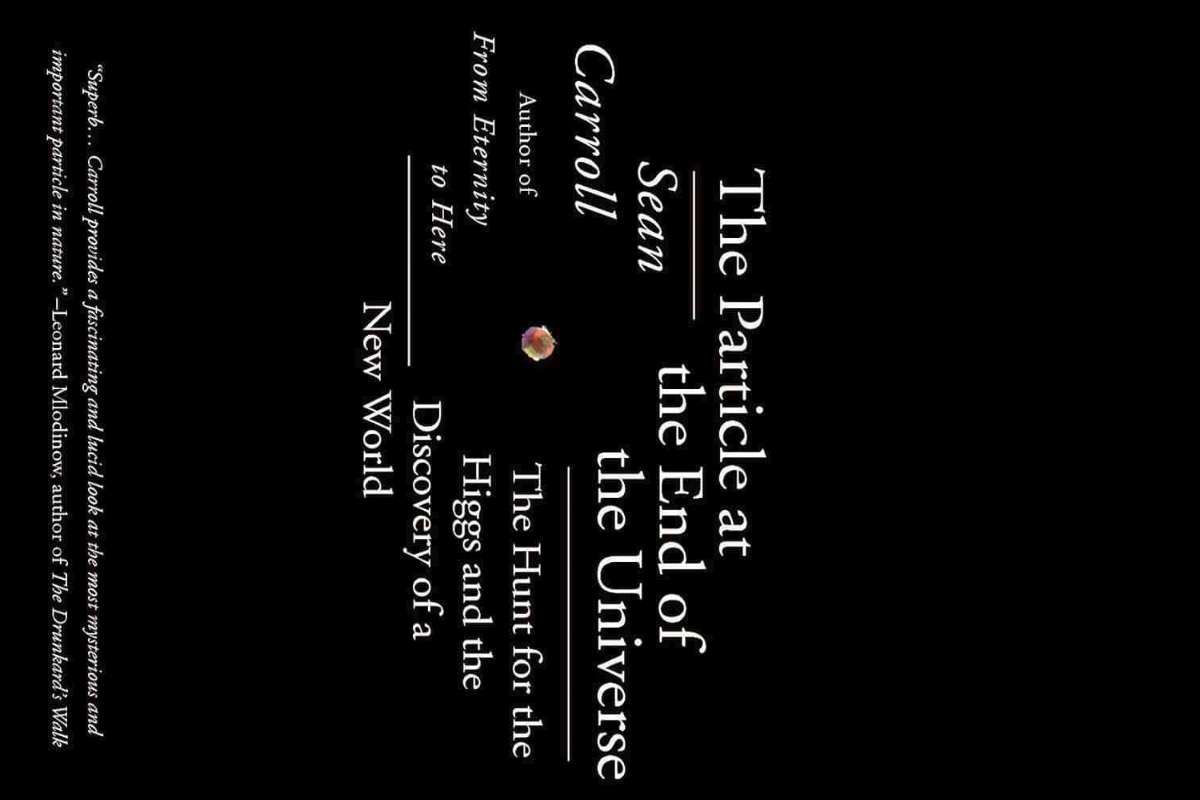 The Particle at
the End of
the Universe
Sean
Carroll
Author of
From Eternity
to Here
The Hunt for the
Higgs and the
Discovery of a
New World
“Superb… Carroll provides a fascinating and lucid look at the most mysterious and
important particle in nature.” –Leonard Mlodinow, author of The Drunkard’s Walk